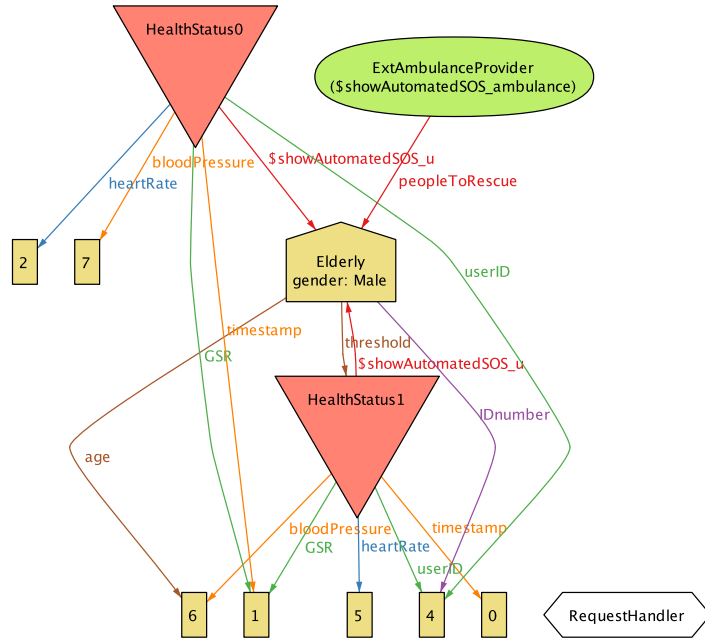 HealthStatus0
ExtAmbulanceProvider
($showAutomatedSOS_ambulance)
bloodPressure
$showAutomatedSOS_u
heartRate
peopleToRescue
2
7
Elderly
gender: Male
userID
timestamp
threshold
GSR
$showAutomatedSOS_u
HealthStatus1
IDnumber
age
bloodPressure
timestamp
GSR
heartRate
userID
6
1
5
4
0
RequestHandler